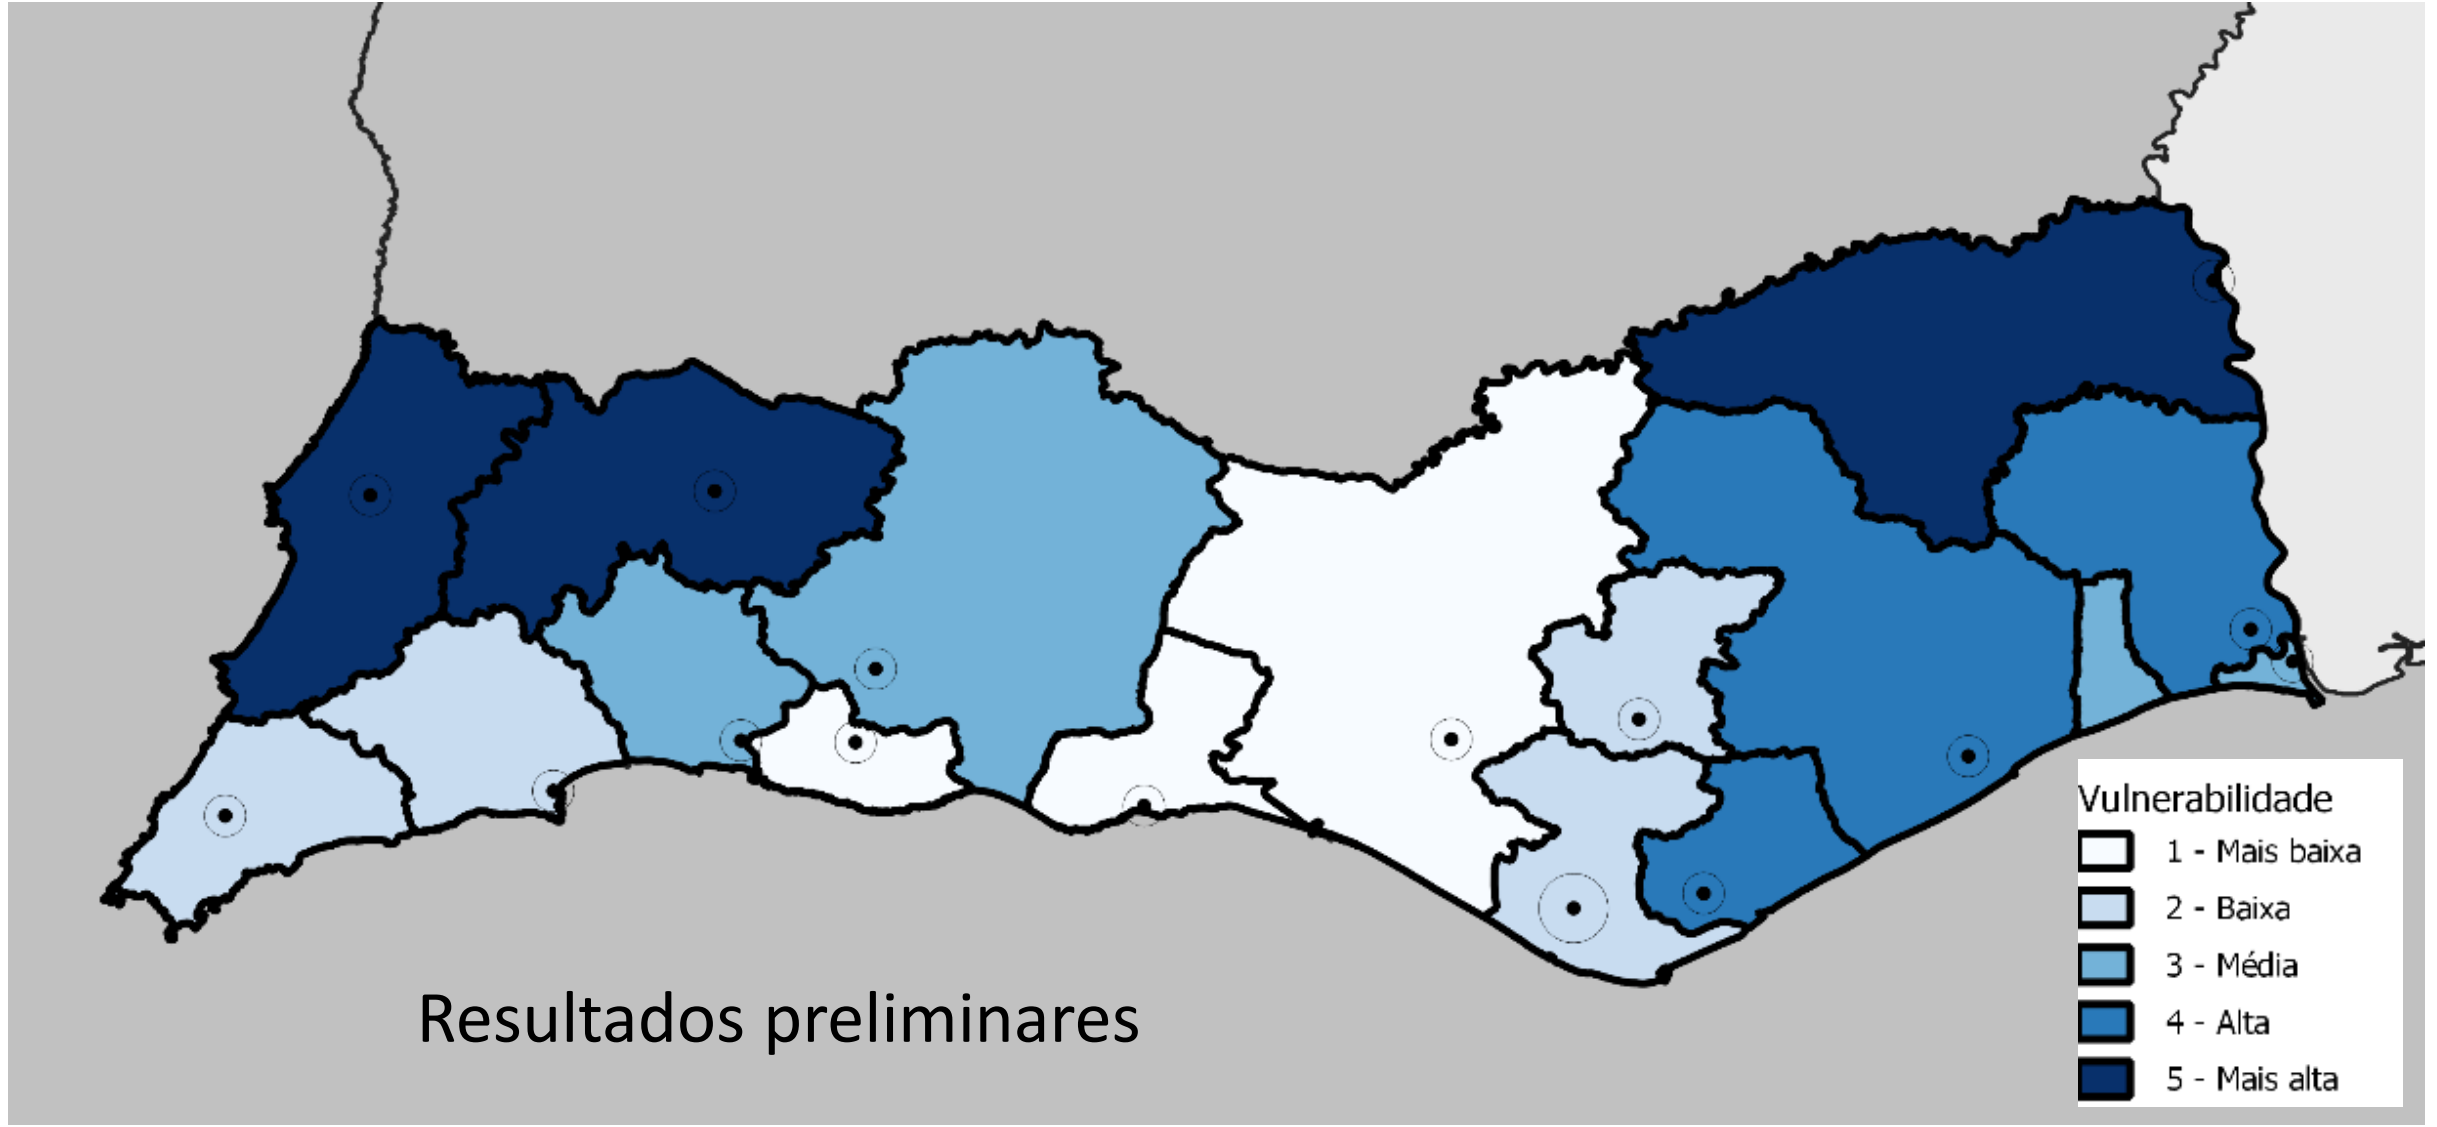 Resultados preliminares
Vulnerabilidade
1 - Mais baixa
2 - Baixa
3 - Média
4 - Alta
5 - Mais alta